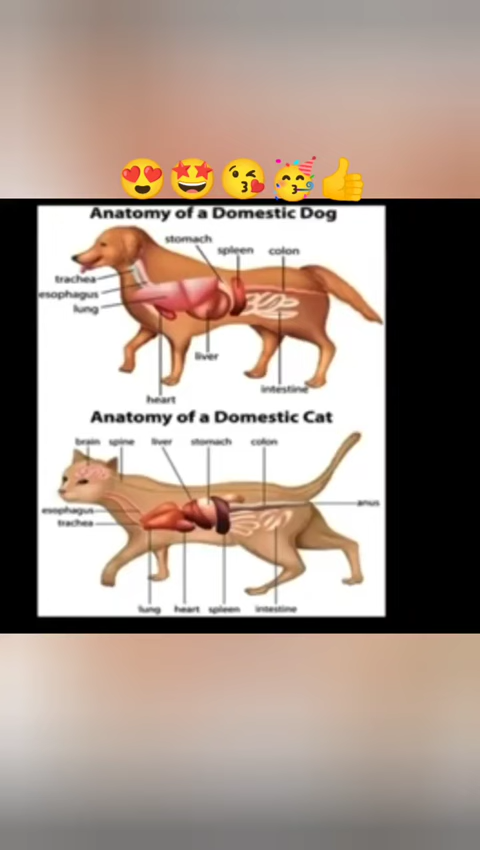 😍🤩😘🥳👍
Anatomy of a Domestic Dog
stomach
spleen colon
trachea
esophagus
lung
liver
intestine
heart
Anatomy of a Domestic Cat
brain spine liver stomach colon
anus
esophagus
trachea
lung heart spleen intestine